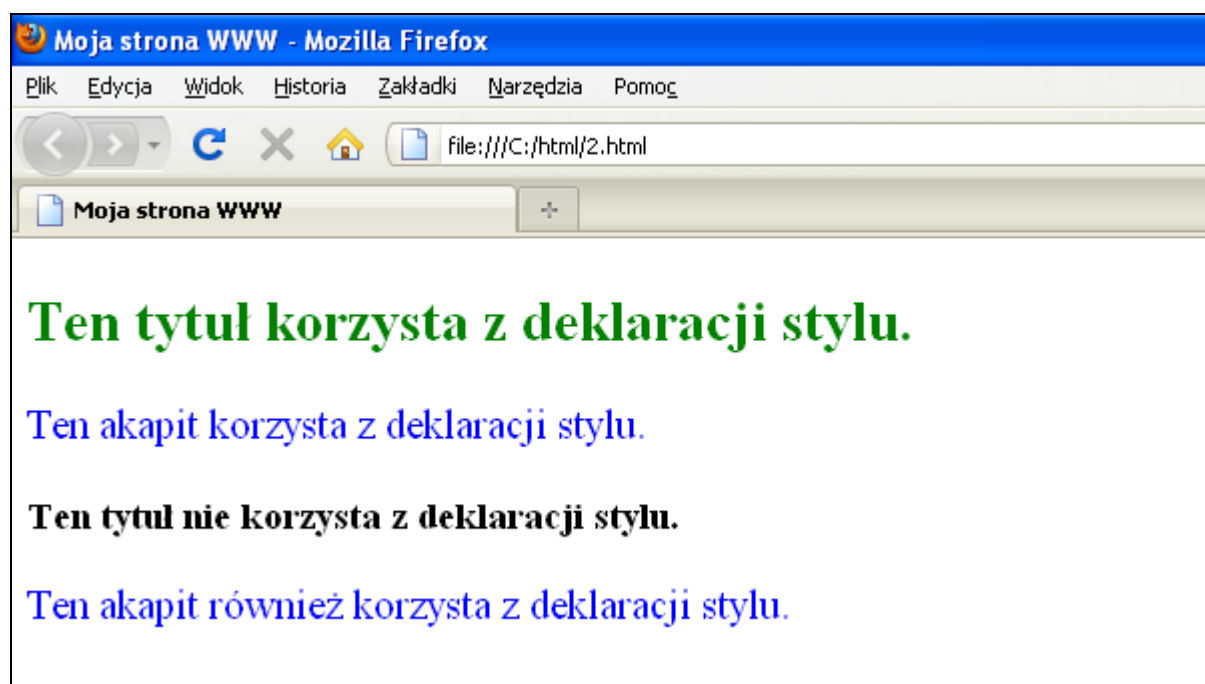 Moja strona WWW - Mozilla Firefox
Plik Edycja Widok Historia Zakładki Narzędzia Pomoc
file:///C:/html/2.html
Moja strona WWW
Ten tytuł korzysta z deklaracji stylu.
Ten akapit korzysta z deklaracji stylu.
Ten tytuł nie korzysta z deklaracji stylu.
Ten akapit również korzysta z deklaracji stylu.